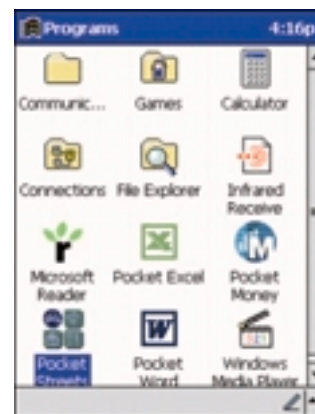 Programs 4:16p
Communic... Games Calculator
Connections File Explorer Infrared
Receive
Microsoft Pocket Excel Pocket
Reader Money
Pocket Pocket Windows
Streets Word Media Player